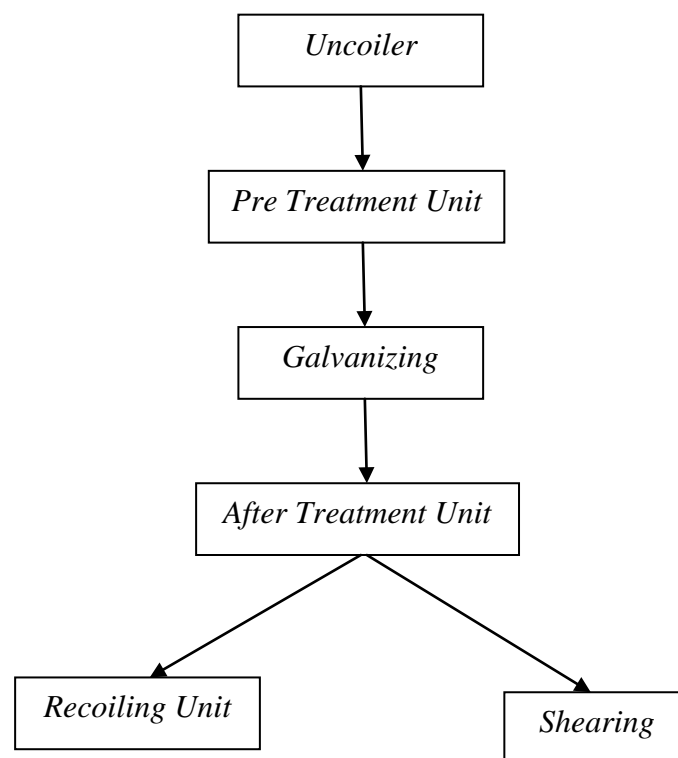 Uncoiler
Pre Treatment Unit
Galvanizing
After Treatment Unit
Recoiling Unit
Shearing